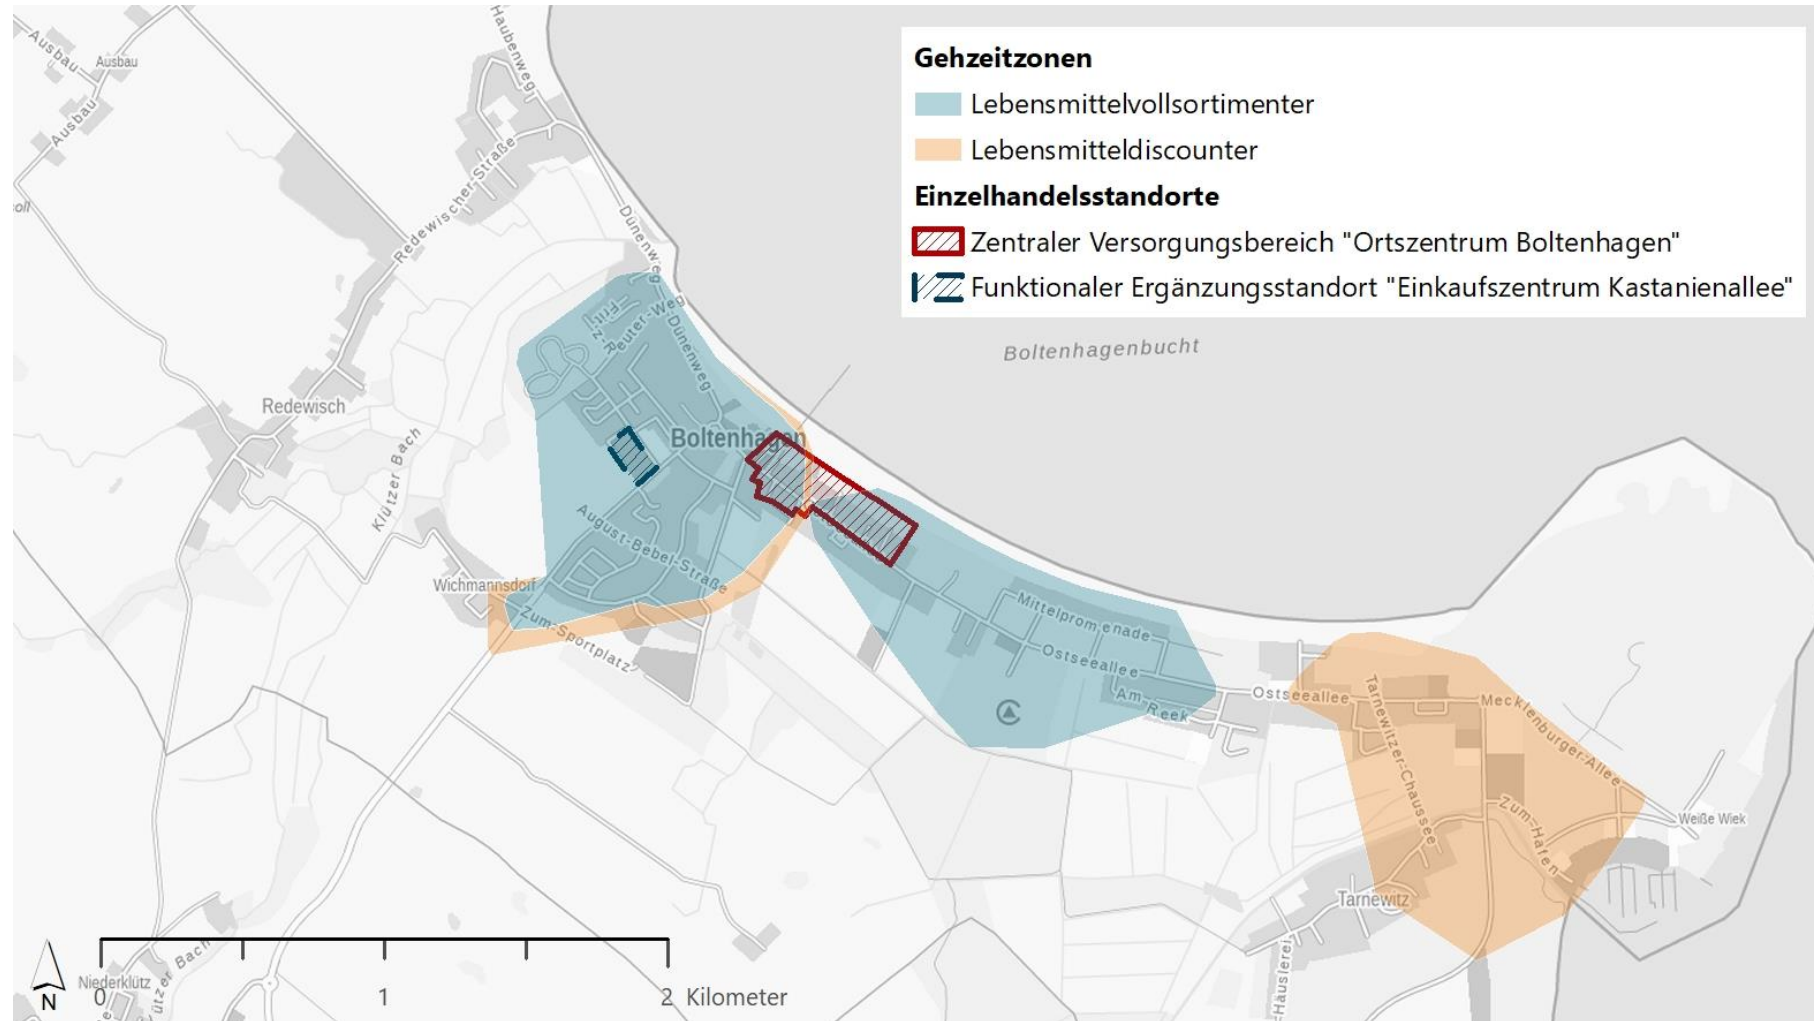 Gehzeitzonen
Lebensmittelvollsortimenter
Lebensmitteldiscounter
Einzelhandelsstandorte
Zentraler Versorgungsbereich "Ortszentrum Boltenhagen"
Funktionaler Ergänzungsstandort "Einkaufszentrum Kastanienallee"
Ausbau
Ausbau
Ausbau
Haubenweg
Redewischer-Straße
Dünenweg
Fritz-Reuter-Weg
Dünenweg
Boltenhagenbucht
Redewisch
Boltenhagen
Klützer Bach
August-Bebel-Straße
Wichmannsdorf
Zum-Sportplatz
Mittelpromenade
Ostseeallee
Am-Reek
Ostseeallee
Tarnewitzer-Chaussee
Mecklenburger-Allee
Zum-Hafen
Weiße Wiek
Tarnewitz
Häuslerei
Niederklütz
N
0 1 2 Kilometer